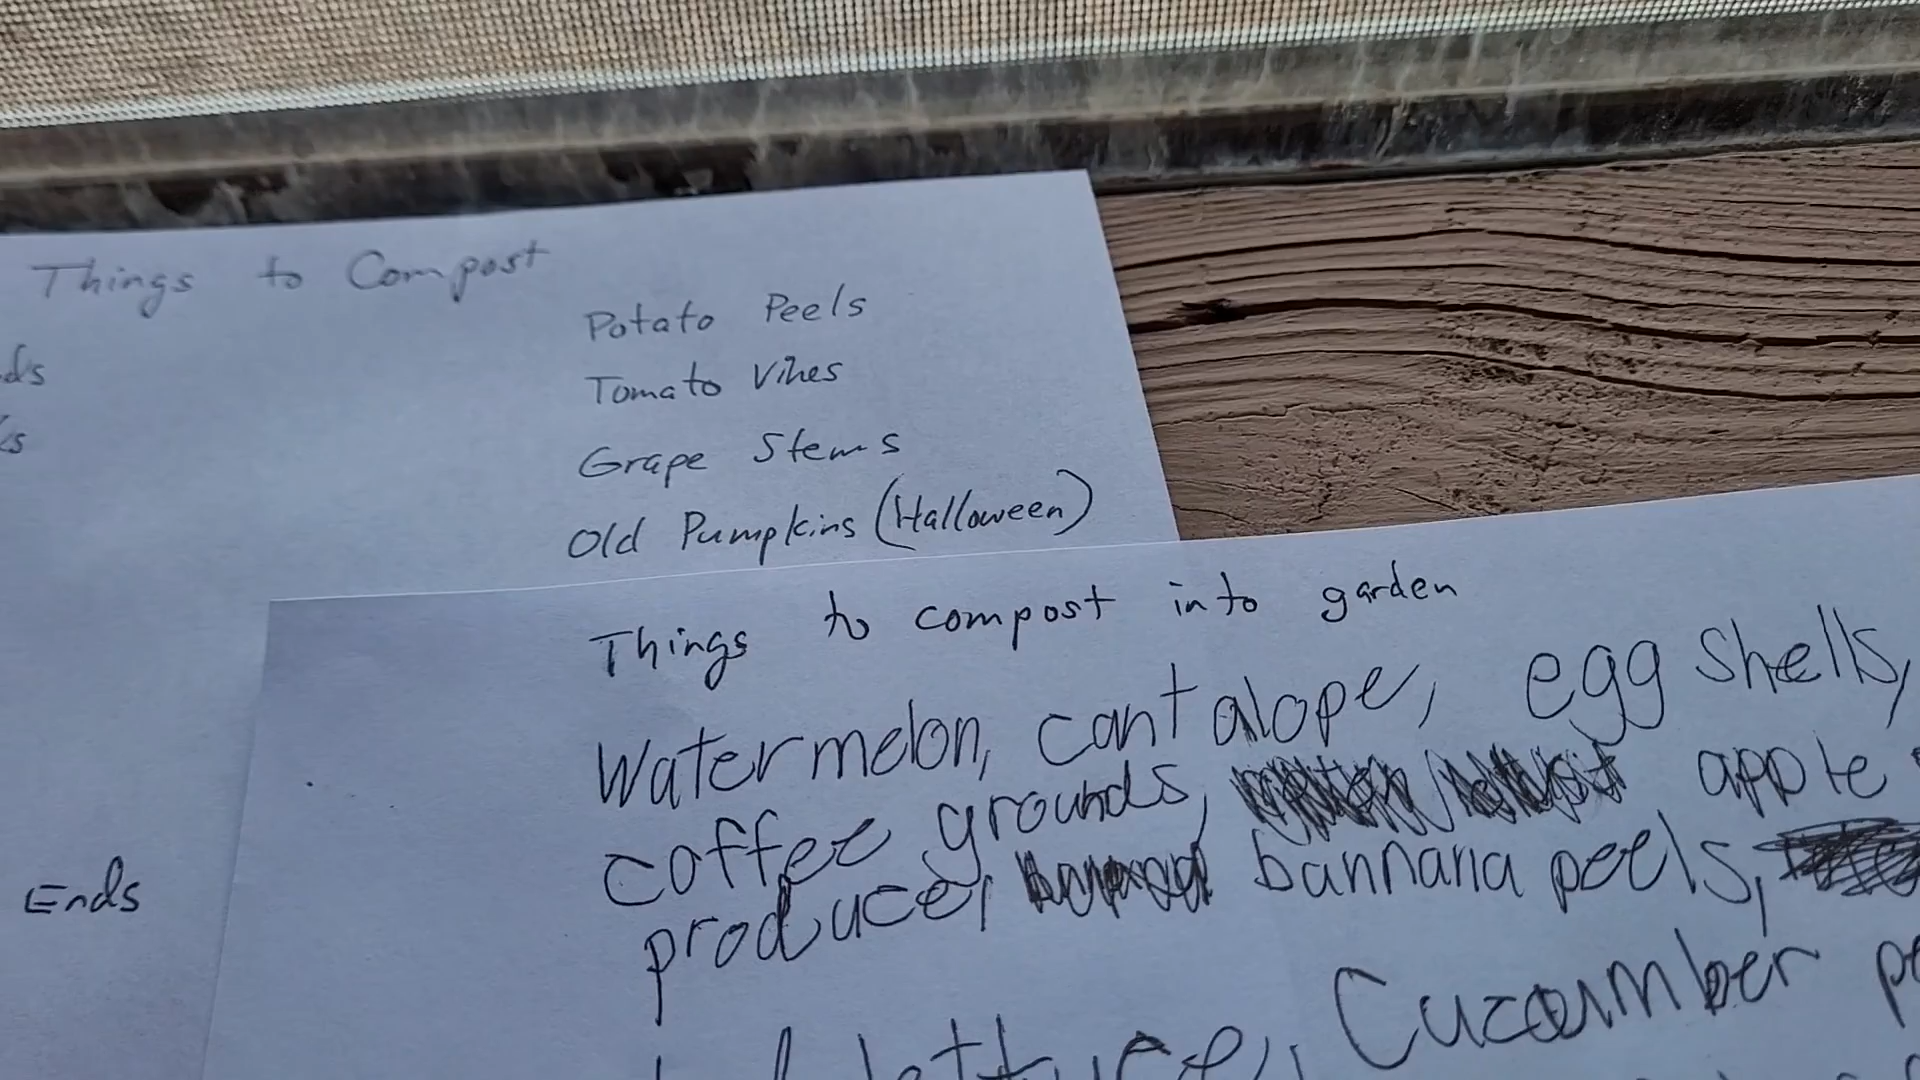 Things to Compost
Potato Peels
Tomato Vines
Grape Stems
Old Pumpkins (Halloween)
Ends
Things to compost into garden
Watermelon, cantalope, egg shells,
coffee grounds, apple
produce, bannana peels,
lettuce, Cucumber